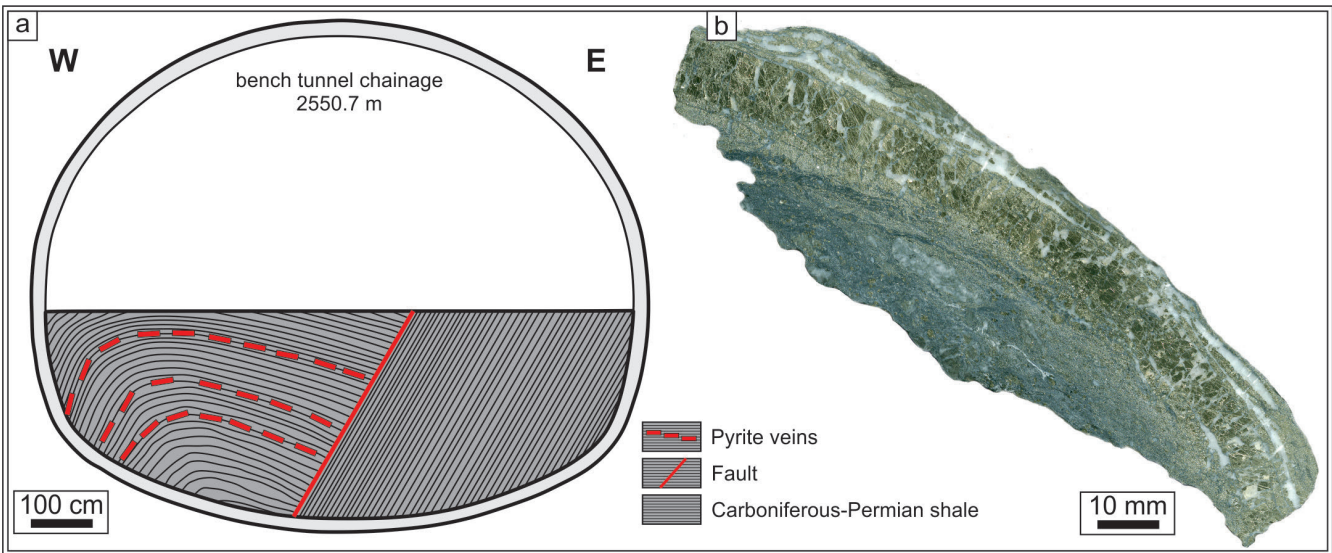 a
W
E
bench tunnel chainage
2550.7 m
b
Pyrite veins
Fault
Carboniferous-Permian shale
100 cm
10 mm